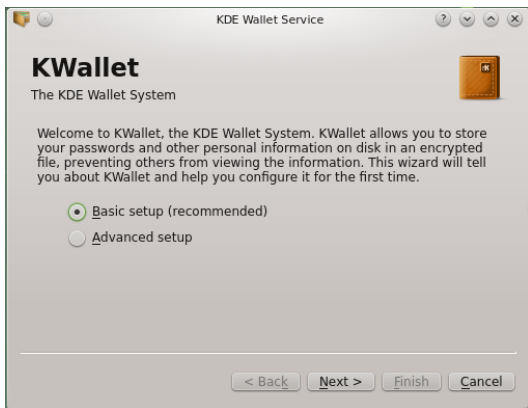 KDE Wallet Service
KWallet
The KDE Wallet System
Welcome to KWallet, the KDE Wallet System. KWallet allows you to store
your passwords and other personal information on disk in an encrypted
file, preventing others from viewing the information. This wizard will tell
you about KWallet and help you configure it for the first time.
Basic setup (recommended)
Advanced setup
< Back Next > Finish Cancel